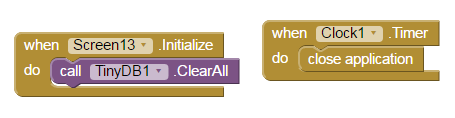 when Screen13 .Initialize
do call TinyDB1 .ClearAll
when Clock1 .Timer
do close application